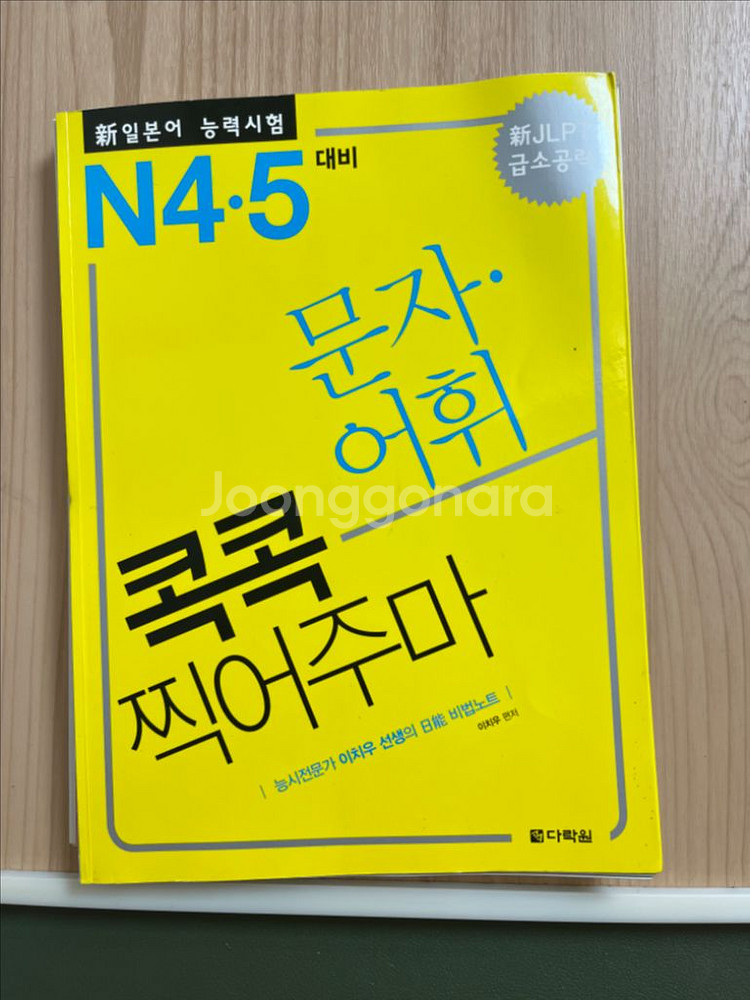 新일본어 능력시험
N4·5 대비
新JLP
급소공략
문자·
어휘
Joonggonara
콕콕
찍어주마
| 능시전문가 이치우 선생의 日能 비법노트 |
이치우 편저
다락원